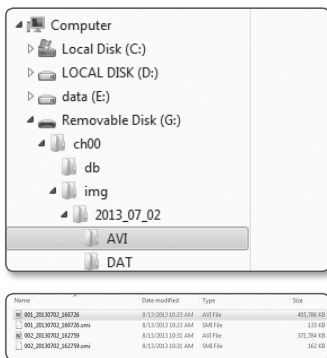 Computer
Local Disk (C:)
LOCAL DISK (D:)
data (E:)
Removable Disk (G:)
ch00
db
img
2013_07_02
AVI
DAT
Name Date modified Type Size
001_20130702_160726 8/13/2013 10:23 AM AVI File 405,786 KB
001_20130702_160726.smi 8/13/2013 10:23 AM SMI File 133 KB
002_20130702_162759 8/13/2013 10:31 AM AVI File 371,784 KB
002_20130702_162759.smi 8/13/2013 10:31 AM SMI File 162 KB